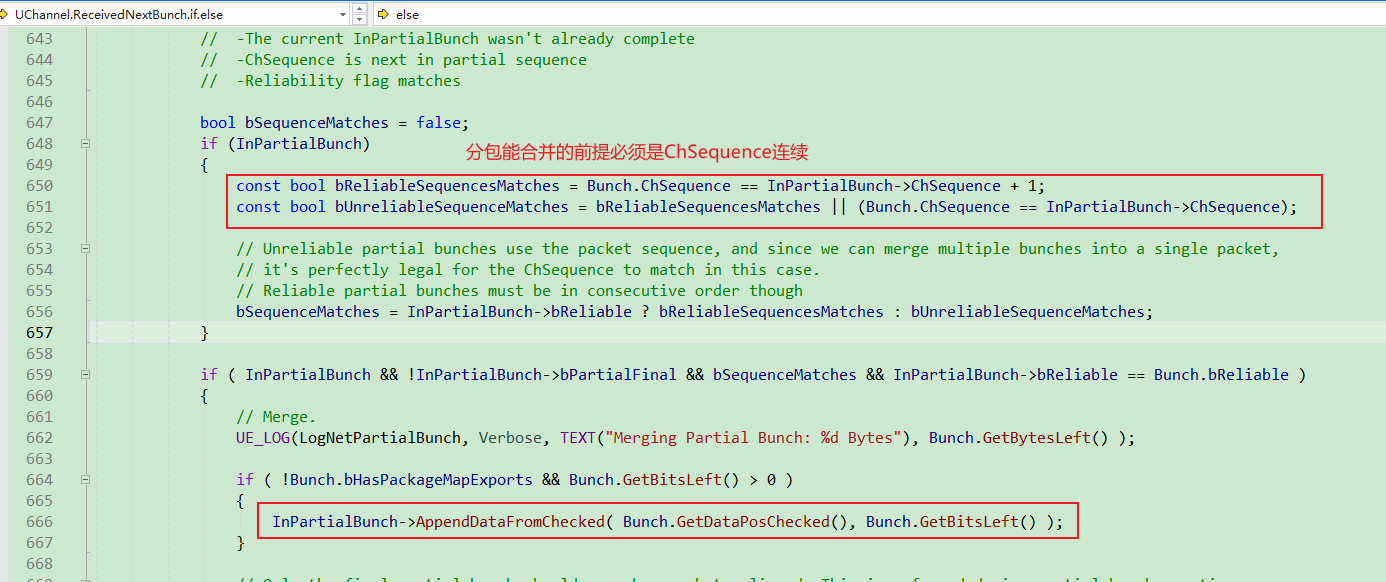 UChannel.ReceivedNextBunch.if.else
else
643 // -The current InPartialBunch wasn't already complete
644 // -ChSequence is next in partial sequence
645 // -Reliability flag matches
646
647 bool bSequenceMatches = false;
648 if (InPartialBunch)
分包能合并的前提必须是ChSequence连续
649 {
650 const bool bReliableSequencesMatches = Bunch.ChSequence == InPartialBunch->ChSequence + 1;
651 const bool bUnreliableSequenceMatches = bReliableSequencesMatches || (Bunch.ChSequence == InPartialBunch->ChSequence);
652
653 // Unreliable partial bunches use the packet sequence, and since we can merge multiple bunches into a single packet,
654 // it's perfectly legal for the ChSequence to match in this case.
655 // Reliable partial bunches must be in consecutive order though
656 bSequenceMatches = InPartialBunch->bReliable ? bReliableSequencesMatches : bUnreliableSequenceMatches;
657 }
658
659 if ( InPartialBunch && !InPartialBunch->bPartialFinal && bSequenceMatches && InPartialBunch->bReliable == Bunch.bReliable )
660 {
661 // Merge.
662 UE_LOG(LogNetPartialBunch, Verbose, TEXT("Merging Partial Bunch: %d Bytes"), Bunch.GetBytesLeft() );
663
664 if ( !Bunch.bHasPackageMapExports && Bunch.GetBitsLeft() > 0 )
665 {
666 InPartialBunch->AppendDataFromChecked( Bunch.GetDataPosChecked(), Bunch.GetBitsLeft() );
667 }
668